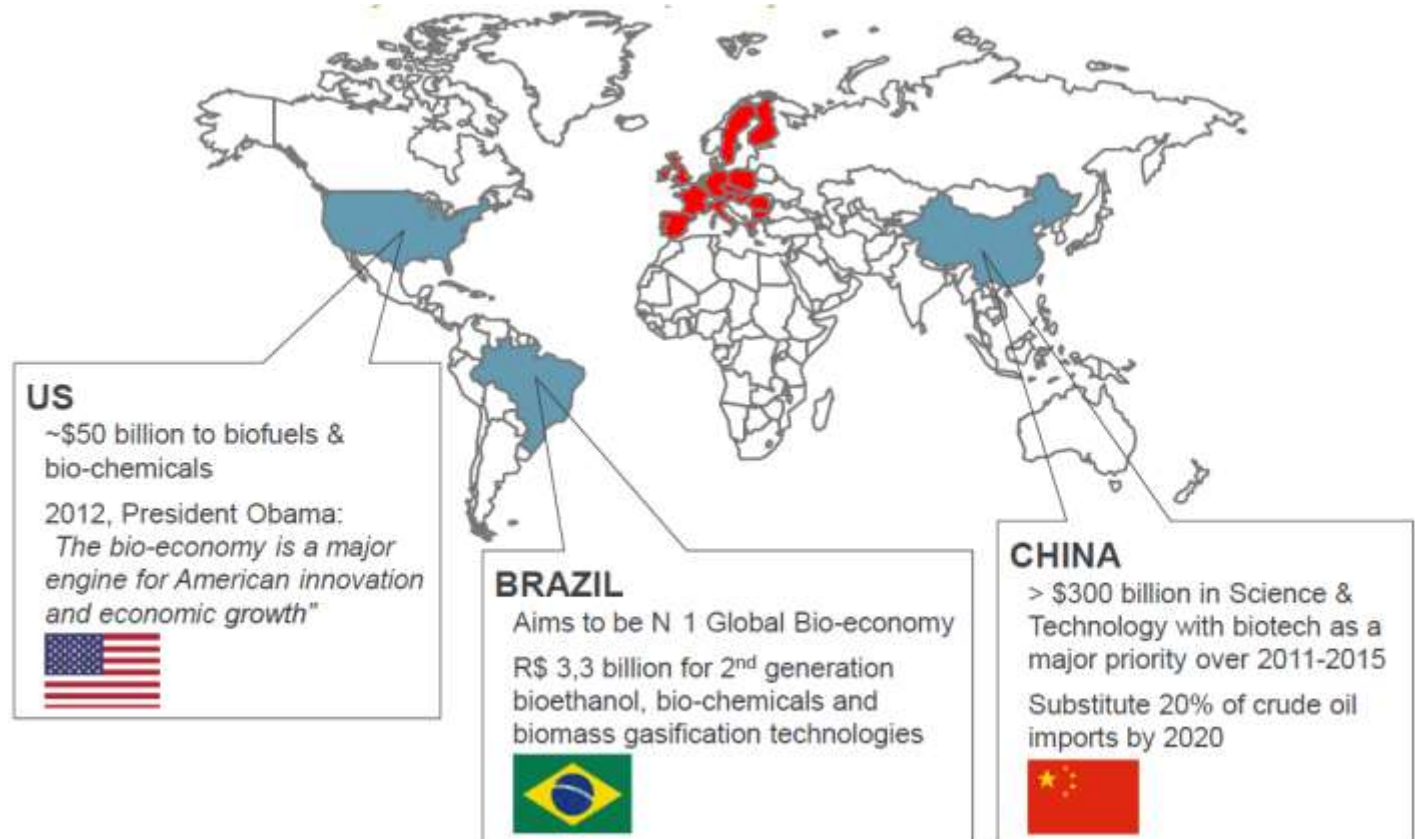 US
~$50 billion to biofuels &
bio-chemicals
2012, President Obama:
The bio-economy is a major
engine for American innovation
and economic growth"
BRAZIL
Aims to be N 1 Global Bio-economy
R$ 3,3 billion for 2nd generation
bioethanol, bio-chemicals and
biomass gasification technologies
CHINA
> $300 billion in Science &
Technology with biotech as a
major priority over 2011-2015
Substitute 20% of crude oil
imports by 2020